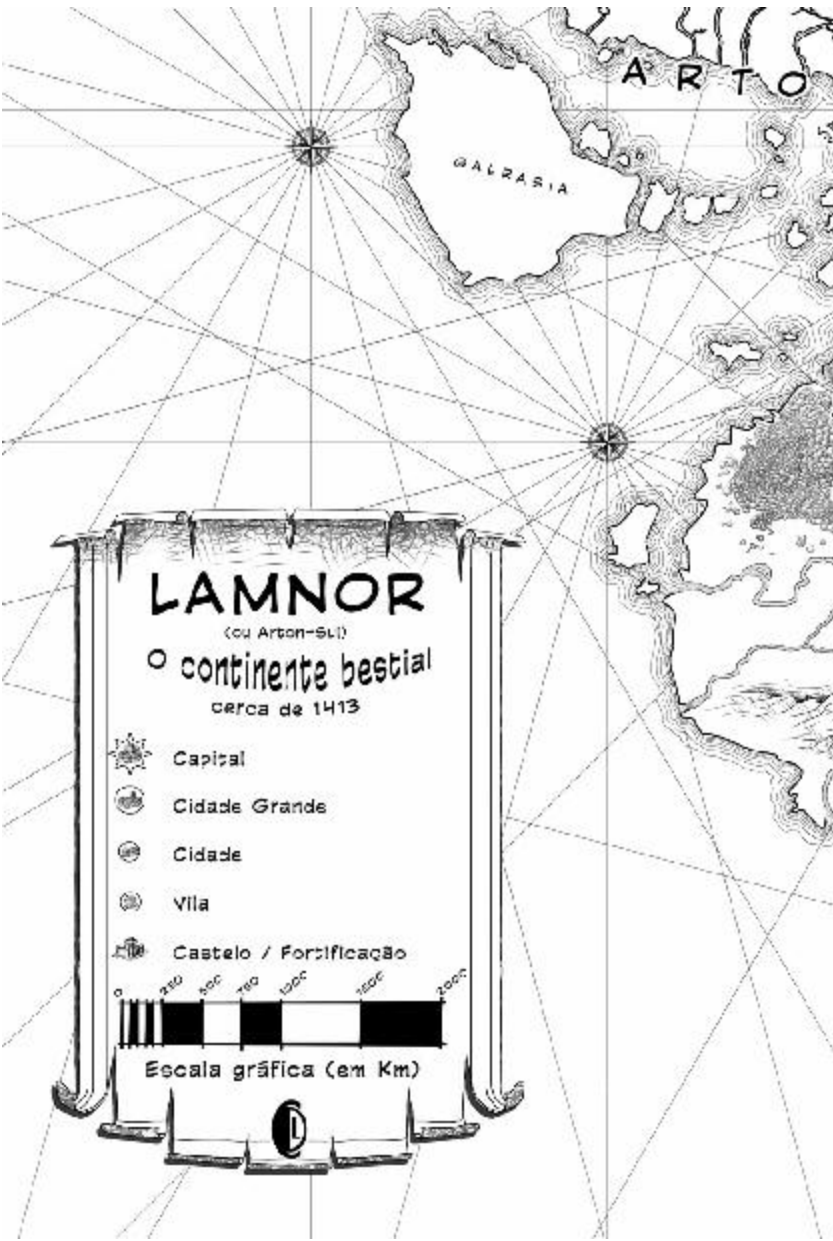 ARTO
GALRASIA
LAMNOR
(ou Arton-Sul)
O continente bestial
cerca de 1413
Capital
Cidade Grande
Cidade
Vila
Castelo / Fortificação
0 250 500 750 1000 1500 2000
Escala gráfica (em Km)